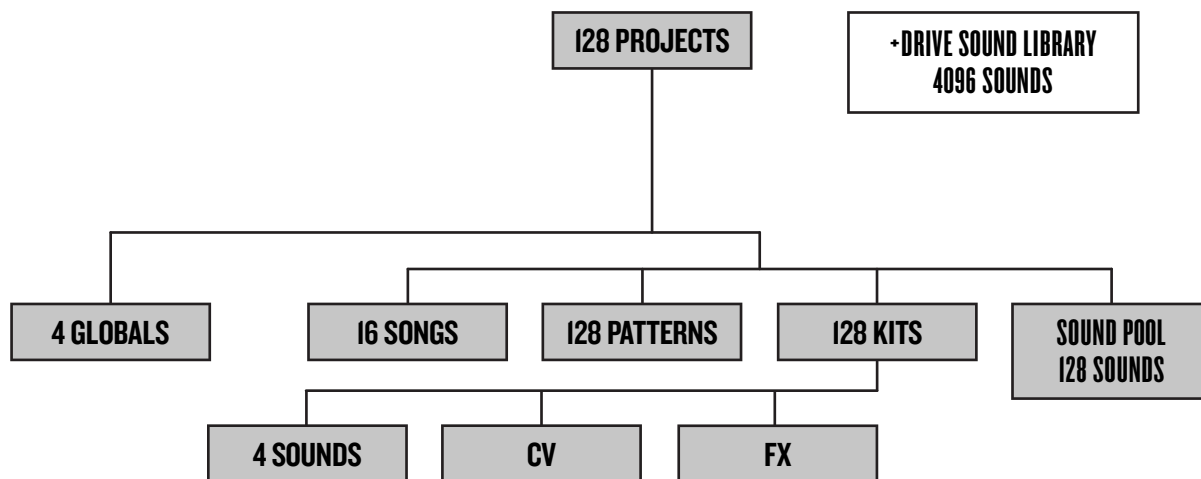 128 PROJECTS
+DRIVE SOUND LIBRARY
4096 SOUNDS
4 GLOBALS
16 SONGS
128 PATTERNS
128 KITS
SOUND POOL
128 SOUNDS
4 SOUNDS
CV
FX